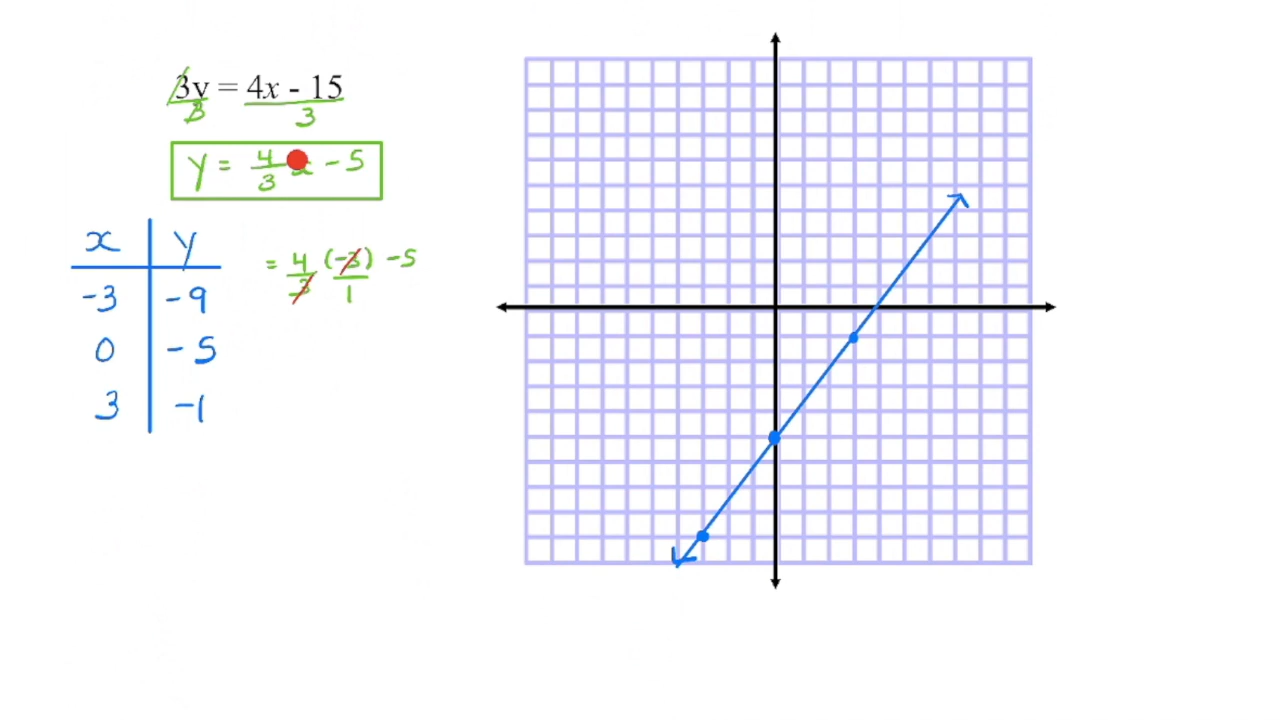 3y = 4x - 15
3 3
y = 4/3 x - 5
x y
= 4/3 (-3)/1 - 5
-3 -9
0 -5
3 -1